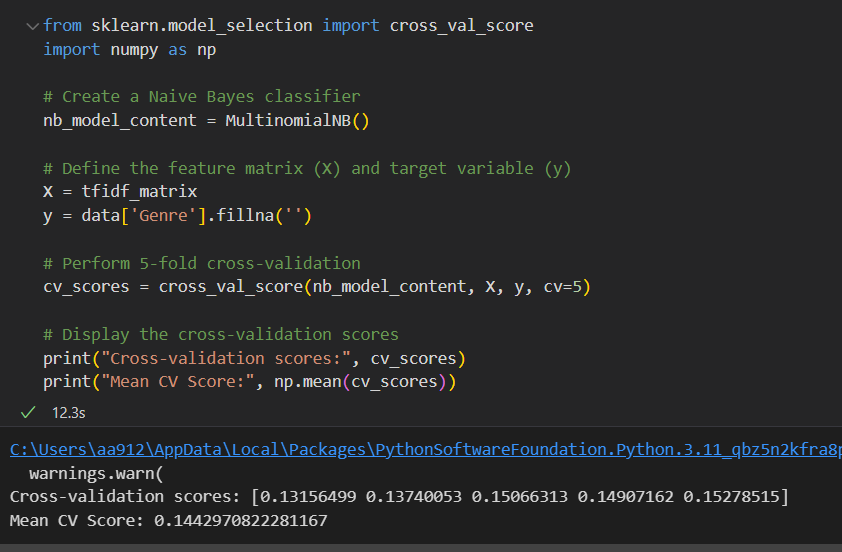 from sklearn.model_selection import cross_val_score
import numpy as np
# Create a Naive Bayes classifier
nb_model_content = MultinomialNB()
# Define the feature matrix (X) and target variable (y)
X = tfidf_matrix
y = data['Genre'].fillna('')
# Perform 5-fold cross-validation
cv_scores = cross_val_score(nb_model_content, X, y, cv=5)
# Display the cross-validation scores
print("Cross-validation scores:", cv_scores)
print("Mean CV Score:", np.mean(cv_scores))
12.3s
C:\Users\aa912\AppData\Local\Packages\PythonSoftwareFoundation.Python.3.11_qbz5n2kfra8p
warnings.warn(
Cross-validation scores: [0.13156499 0.13740053 0.15066313 0.14907162 0.15278515]
Mean CV Score: 0.1442970822281167